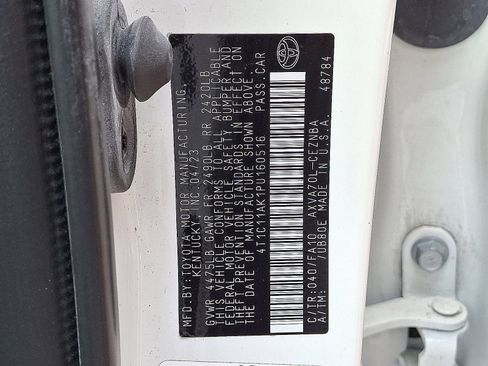 MFD.BY:TOYOTA MOTOR MANUFACTURING,
KENTUCKY, INC. 04/23
GVWR 4475LB GAWR FR 2490LB RR 2420LB
THIS VEHICLE CONFORMS TO ALL APPLICABLE
FEDERAL MOTOR VEHICLE SAFETY, BUMPER AND
THEFT PREVENTION STANDARDS IN EFFECT ON
THE DATE OF MANUFACTURE SHOWN ABOVE.
4T1C11AK1PU160516 PASS.CAR
C/TR:040/FA10 AXVA70L-CEZNBA
A/TM: /UB80E MADE IN U.S.A. 48784